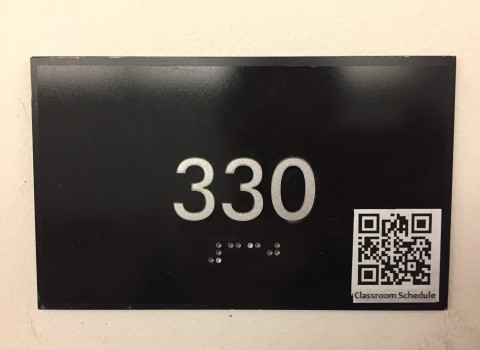 330
⠼⠉⠉⠚
Classroom Schedule